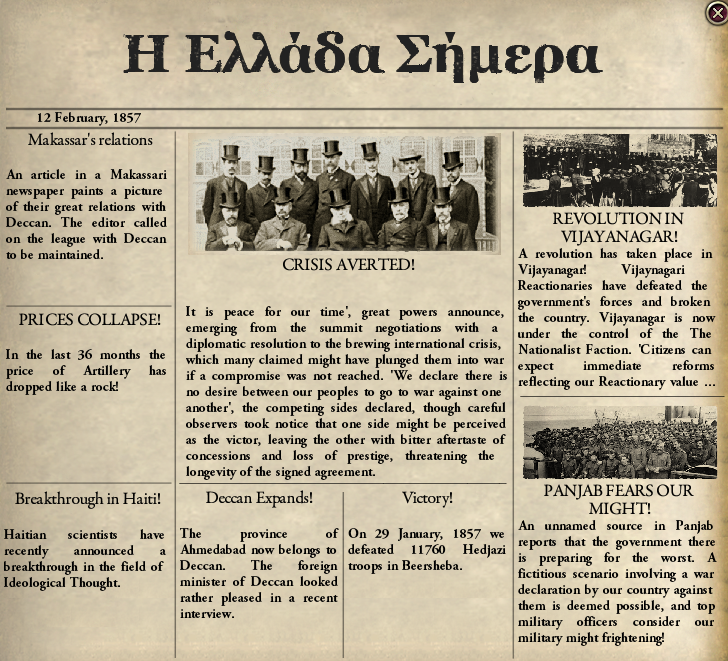 Η Ελλάδα Σήμερα
12 February, 1857
Makassar's relations
An article in a Makassari
newspaper paints a picture
of their great relations with
Deccan. The editor called
on the league with Deccan
to be maintained.
PRICES COLLAPSE!
In the last 36 months the
price of Artillery has
dropped like a rock!
Breakthrough in Haiti!
Haitian scientists have
recently announced a
breakthrough in the field of
Ideological Thought.
CRISIS AVERTED!
It is peace for our time', great powers announce,
emerging from the summit negotiations with a
diplomatic resolution to the brewing international crisis,
which many claimed might have plunged them into war
if a compromise was not reached. 'We declare there is
no desire between our peoples to go to war against one
another', the competing sides declared, though careful
observers took notice that one side might be perceived
as the victor, leaving the other with bitter aftertaste of
concessions and loss of prestige, threatening the
longevity of the signed agreement.
Deccan Expands!
The province of
Ahmedabad now belongs to
Deccan. The foreign
minister of Deccan looked
rather pleased in a recent
interview.
Victory!
On 29 January, 1857 we
defeated 11760 Hedjazi
troops in Beersheba.
REVOLUTION IN
VIJAYANAGAR!
A revolution has taken place in
Vijayanagar! Vijaynagari
Reactionaries have defeated the
government's forces and broken
the country. Vijayanagar is now
under the control of the The
Nationalist Faction. 'Citizens can
expect immediate reforms
reflecting our Reactionary value ...
PANJAB FEARS OUR
MIGHT!
An unnamed source in Panjab
reports that the government there
is preparing for the worst. A
fictitious scenario involving a war
declaration by our country against
them is deemed possible, and top
military officers consider our
military might frightening!